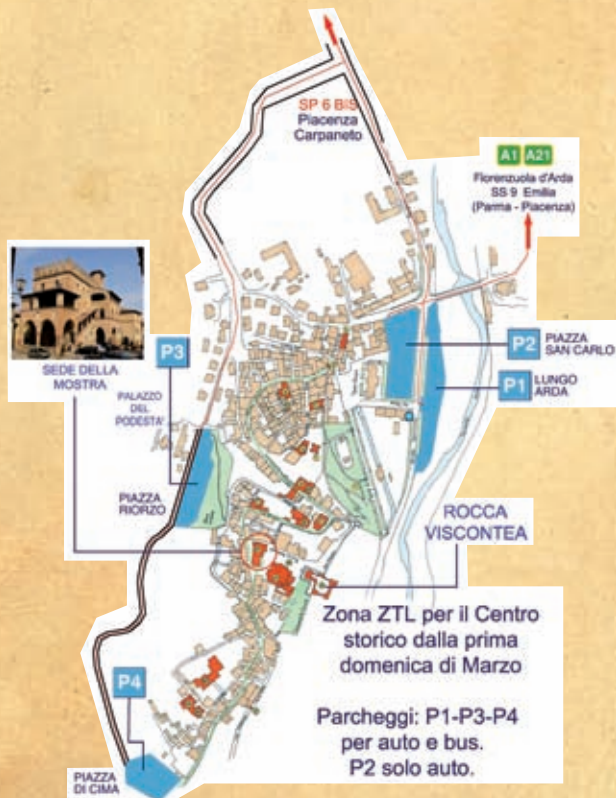 SP 6 BIS
Piacenza
Carpaneto
A1 A21
Fiorenzuola d'Arda
SS 9 Emilia
(Parma - Piacenza)
SEDE DELLA
MOSTRA
P3
PALAZZO
DEL
PODESTA'
P2
PIAZZA
SAN CARLO
P1
LUNGO
ARDA
PIAZZA
RIORZO
ROCCA
VISCONTEA
Zona ZTL per il Centro
storico dalla prima
domenica di Marzo
P4
Parcheggi: P1-P3-P4
per auto e bus.
P2 solo auto.
PIAZZA
DI CIMA